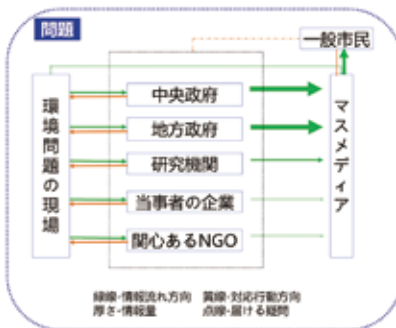 問題
一般市民
環境問題の現場
中央政府
地方政府
研究機関
当事者の企業
関心あるNGO
マスメディア
緑線-情報流れ方向 黄線-対応行動方向
厚さ-情報量 点線-届ける疑問